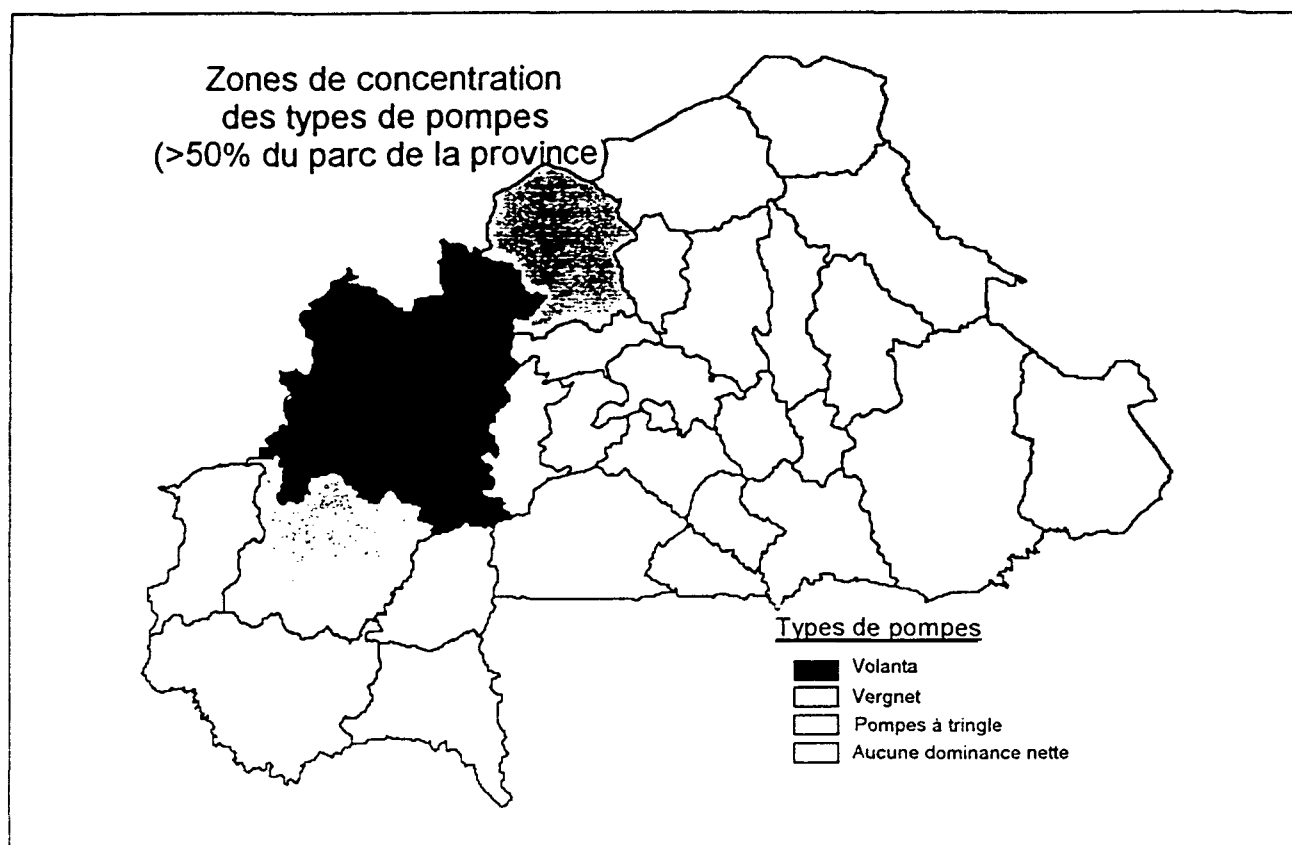 Zones de concentration
des types de pompes
(>50% du parc de la province)
Types de pompes
Volanta
Vergnet
Pompes à tringle
Aucune dominance nette